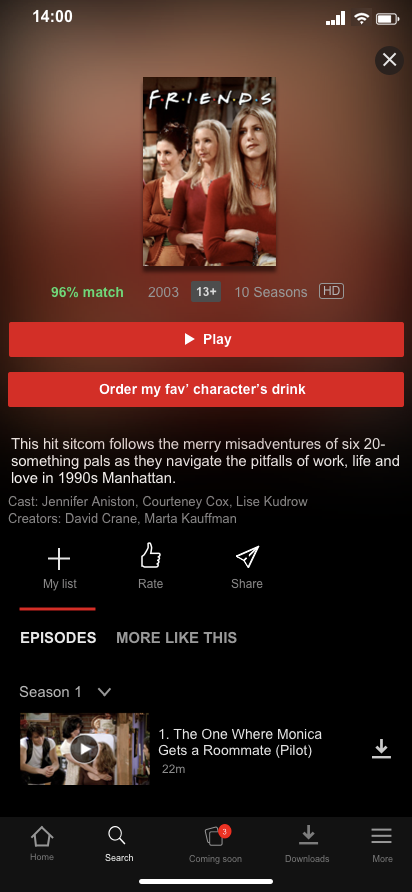 14:00
F·R·I·E·N·D·S
96% match 2003 13+ 10 Seasons HD
Play
Order my fav’ character’s drink
This hit sitcom follows the merry misadventures of six 20-
something pals as they navigate the pitfalls of work, life and
love in 1990s Manhattan.
Cast: Jennifer Aniston, Courteney Cox, Lise Kudrow
Creators: David Crane, Marta Kauffman
My list Rate Share
EPISODES MORE LIKE THIS
Season 1
1. The One Where Monica
Gets a Roommate (Pilot)
22m
3
Home Search Coming soon Downloads More